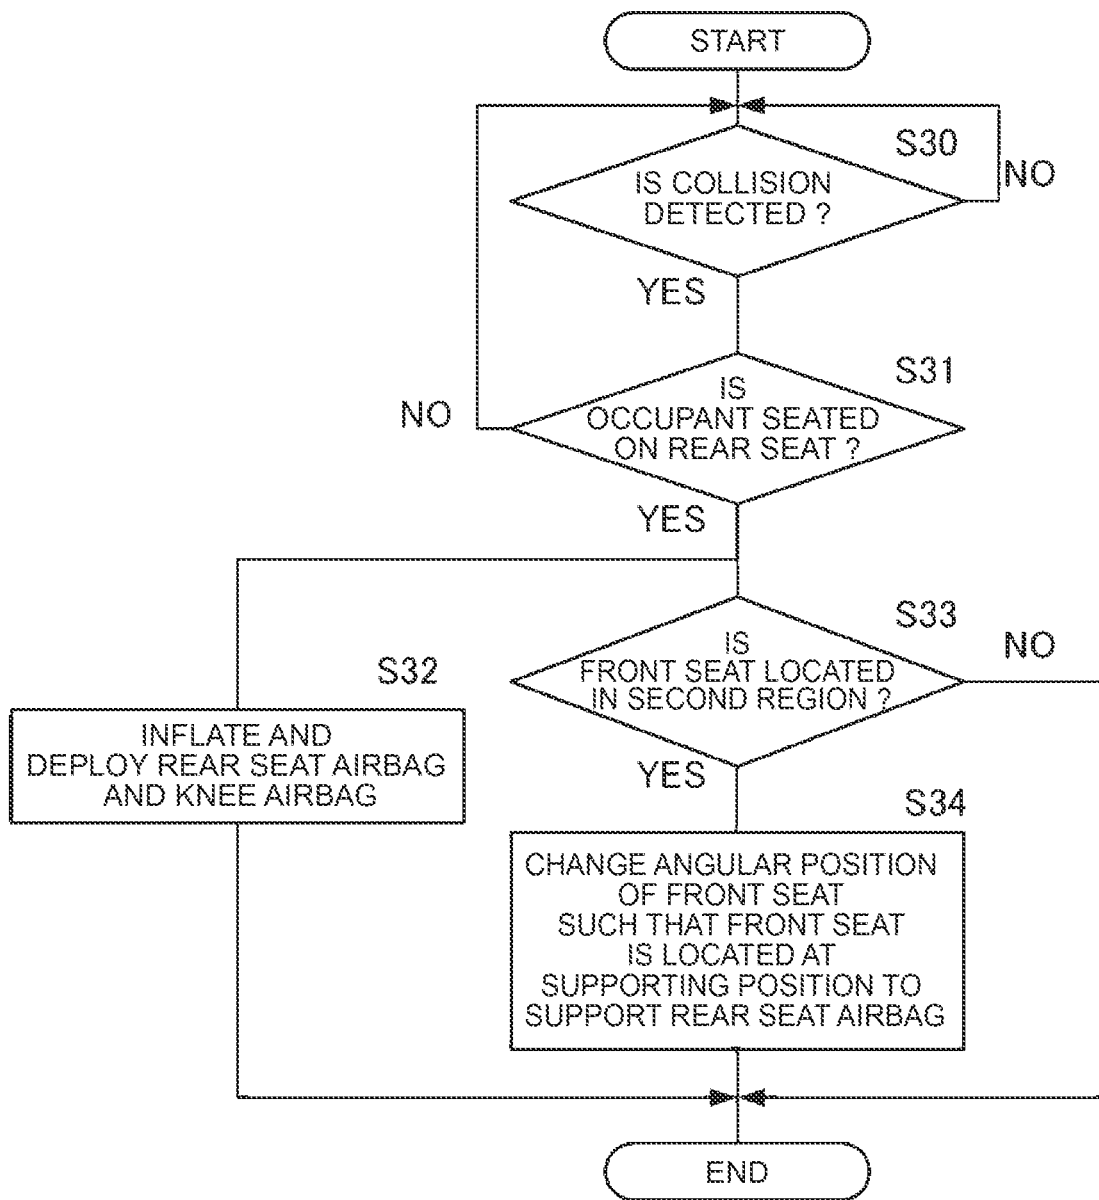 START
S30
IS COLLISION
DETECTED ?
NO
YES
S31
IS
OCCUPANT SEATED
ON REAR SEAT ?
NO
YES
S33
IS
FRONT SEAT LOCATED
IN SECOND REGION ?
NO
S32
INFLATE AND
DEPLOY REAR SEAT AIRBAG
AND KNEE AIRBAG
YES
S34
CHANGE ANGULAR POSITION
OF FRONT SEAT
SUCH THAT FRONT SEAT
IS LOCATED AT
SUPPORTING POSITION TO
SUPPORT REAR SEAT AIRBAG
END